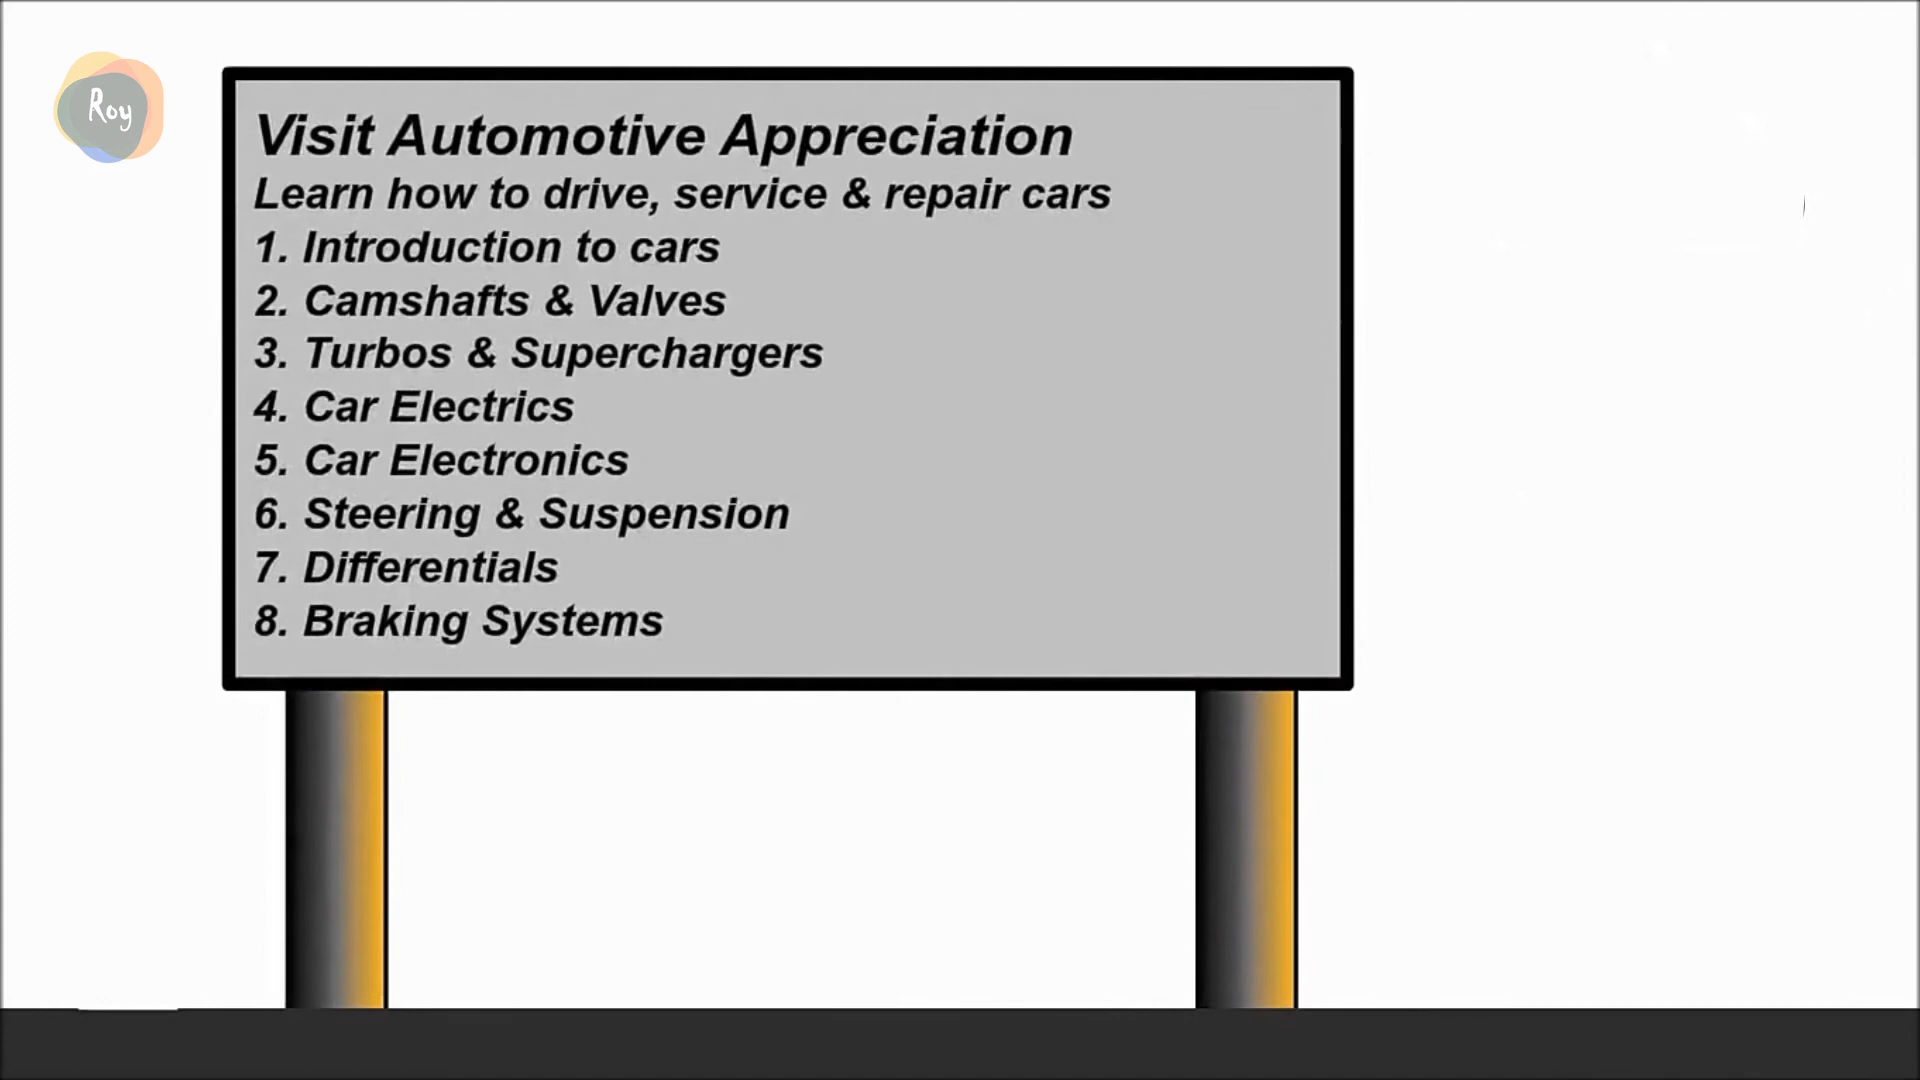 Roy
Visit Automotive Appreciation
Learn how to drive, service & repair cars
1. Introduction to cars
2. Camshafts & Valves
3. Turbos & Superchargers
4. Car Electrics
5. Car Electronics
6. Steering & Suspension
7. Differentials
8. Braking Systems